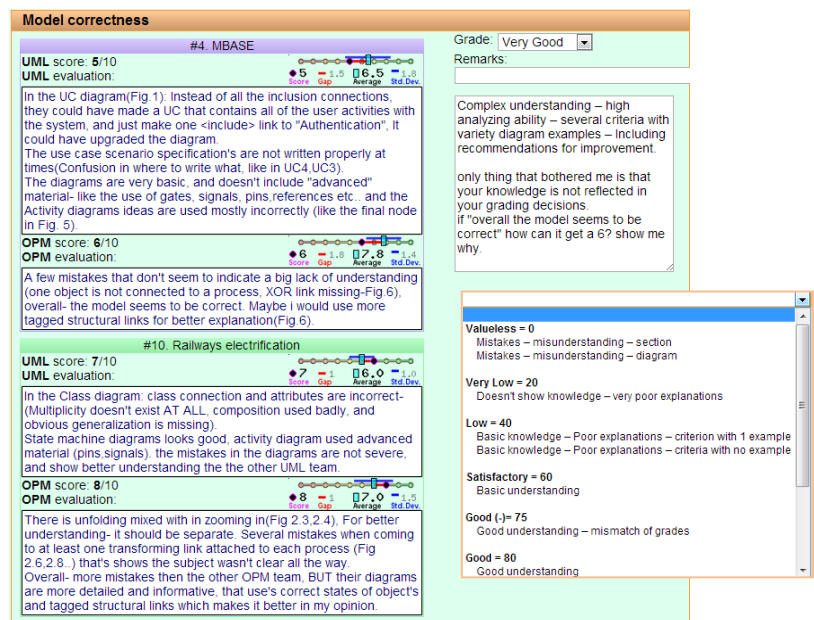 Model correctness
#4. MBASE
UML score: 5/10
UML evaluation:
5 1.5 6.5 1.8
Score Gap Average Std.Dev.
In the UC diagram(Fig.1): Instead of all the inclusion connections,
they could have made a UC that contains all of the user activities with
the system, and just make one <include> link to "Authentication", It
could have upgraded the diagram.
The use case scenario specification's are not written properly at
times(Confusion in where to write what, like in UC4,UC3).
The diagrams are very basic, and doesn't include "advanced"
material- like the use of gates, signals, pins,references etc.. and the
Activity diagrams ideas are used mostly incorrectly (like the final node
in Fig. 5).
OPM score: 6/10
OPM evaluation:
6 1.8 7.8 1.4
Score Gap Average Std.Dev.
A few mistakes that don't seem to indicate a big lack of understanding
(one object is not connected to a process, XOR link missing-Fig.6),
overall- the model seems to be correct. Maybe i would use more
tagged structural links for better explanation(Fig.6).
#10. Railways electrification
UML score: 7/10
UML evaluation:
7 1 6.0 1.0
Score Gap Average Std.Dev.
In the Class diagram: class connection and attributes are incorrect-
(Multiplicity doesn't exist AT ALL, composition used badly, and
obvious generalization is missing).
State machine diagrams looks good, activity diagram used advanced
material (pins,signals). the mistakes in the diagrams are not severe,
and show better understanding the the other UML team.
OPM score: 8/10
OPM evaluation:
8 1 7.0 1.5
Score Gap Average Std.Dev.
There is unfolding mixed with in zooming in(Fig 2.3,2.4), For better
understanding- it should be separate. Several mistakes when coming
to at least one transforming link attached to each process (Fig
2.6,2.8..) that's shows the subject wasn't clear all the way.
Overall- more mistakes then the other OPM team, BUT their diagrams
are more detailed and informative, that use's correct states of object's
and tagged structural links which makes it better in my opinion.
Grade: Very Good
Remarks:
Complex understanding – high
analyzing ability – several criteria with
variety diagram examples – Including
recommendations for improvement.
only thing that bothered me is that
your knowledge is not reflected in
your grading decisions.
if "overall the model seems to be
correct" how can it get a 6? show me
why.
Valueless = 0
Mistakes – misunderstanding – section
Mistakes – misunderstanding – diagram
Very Low = 20
Doesn't show knowledge – very poor explanations
Low = 40
Basic knowledge – Poor explanations – criterion with 1 example
Basic knowledge – Poor explanations – criteria with no example
Satisfactory = 60
Basic understanding
Good (-)= 75
Good understanding – mismatch of grades
Good = 80
Good understanding